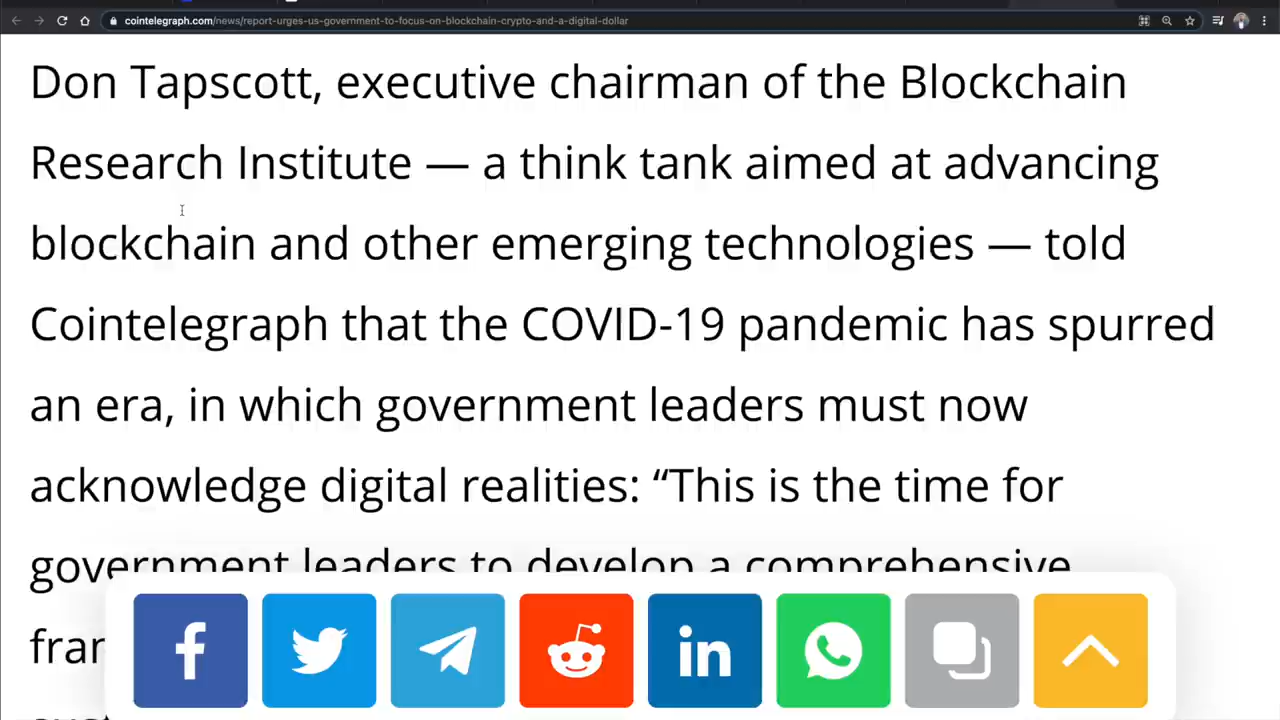 cointelegraph.com/news/report-urges-us-government-to-focus-on-blockchain-crypto-and-a-digital-dollar
Don Tapscott, executive chairman of the Blockchain
Research Institute — a think tank aimed at advancing
blockchain and other emerging technologies — told
Cointelegraph that the COVID-19 pandemic has spurred
an era, in which government leaders must now
acknowledge digital realities: “This is the time for
government leaders to develop a comprehensive